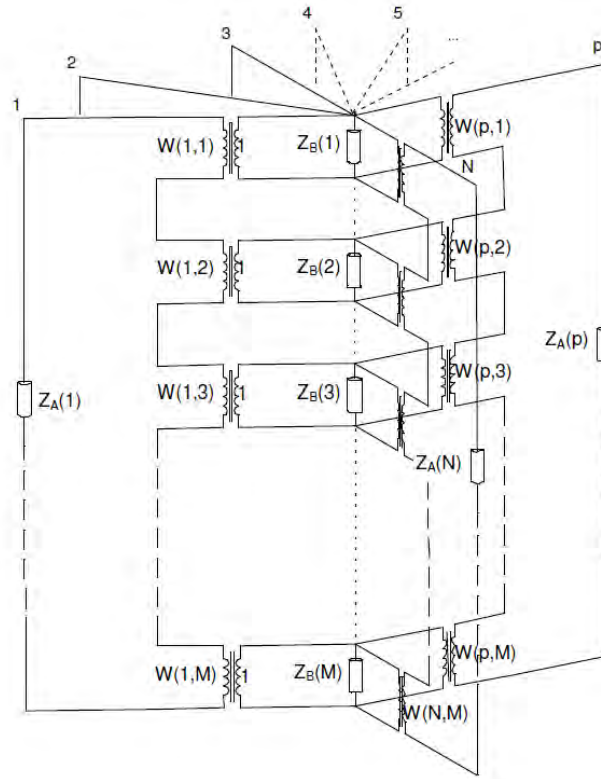 4
5
...
3
p
2
1
W(1,1)
1
Z_B(1)
W(p,1)
N
W(1,2)
1
Z_B(2)
W(p,2)
Z_A(p)
W(1,3)
1
Z_B(3)
W(p,3)
Z_A(1)
Z_A(N)
W(1,M)
1
Z_B(M)
W(p,M)
W(N,M)